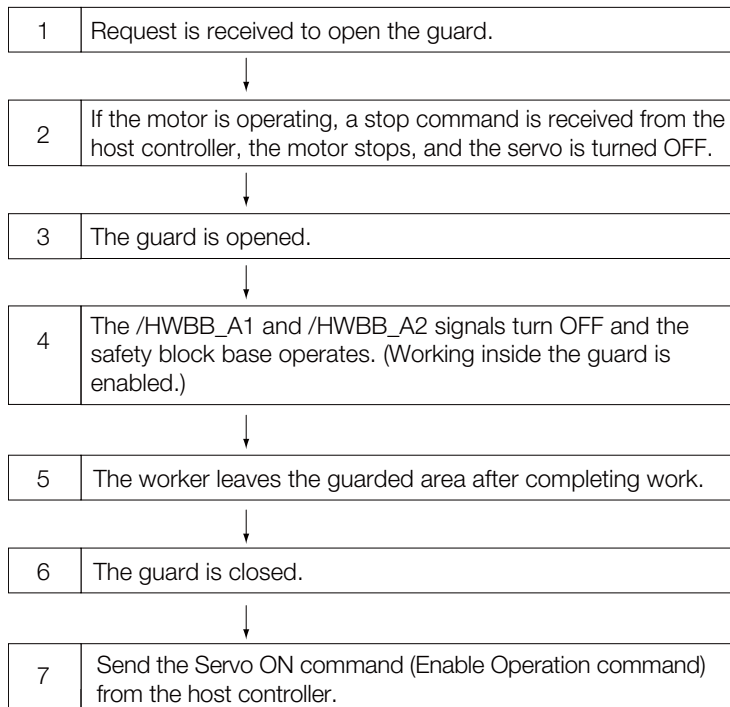 1
Request is received to open the guard.
2
If the motor is operating, a stop command is received from the
host controller, the motor stops, and the servo is turned OFF.
3
The guard is opened.
4
The /HWBB_A1 and /HWBB_A2 signals turn OFF and the
safety block base operates. (Working inside the guard is
enabled.)
5
The worker leaves the guarded area after completing work.
6
The guard is closed.
7
Send the Servo ON command (Enable Operation command)
from the host controller.